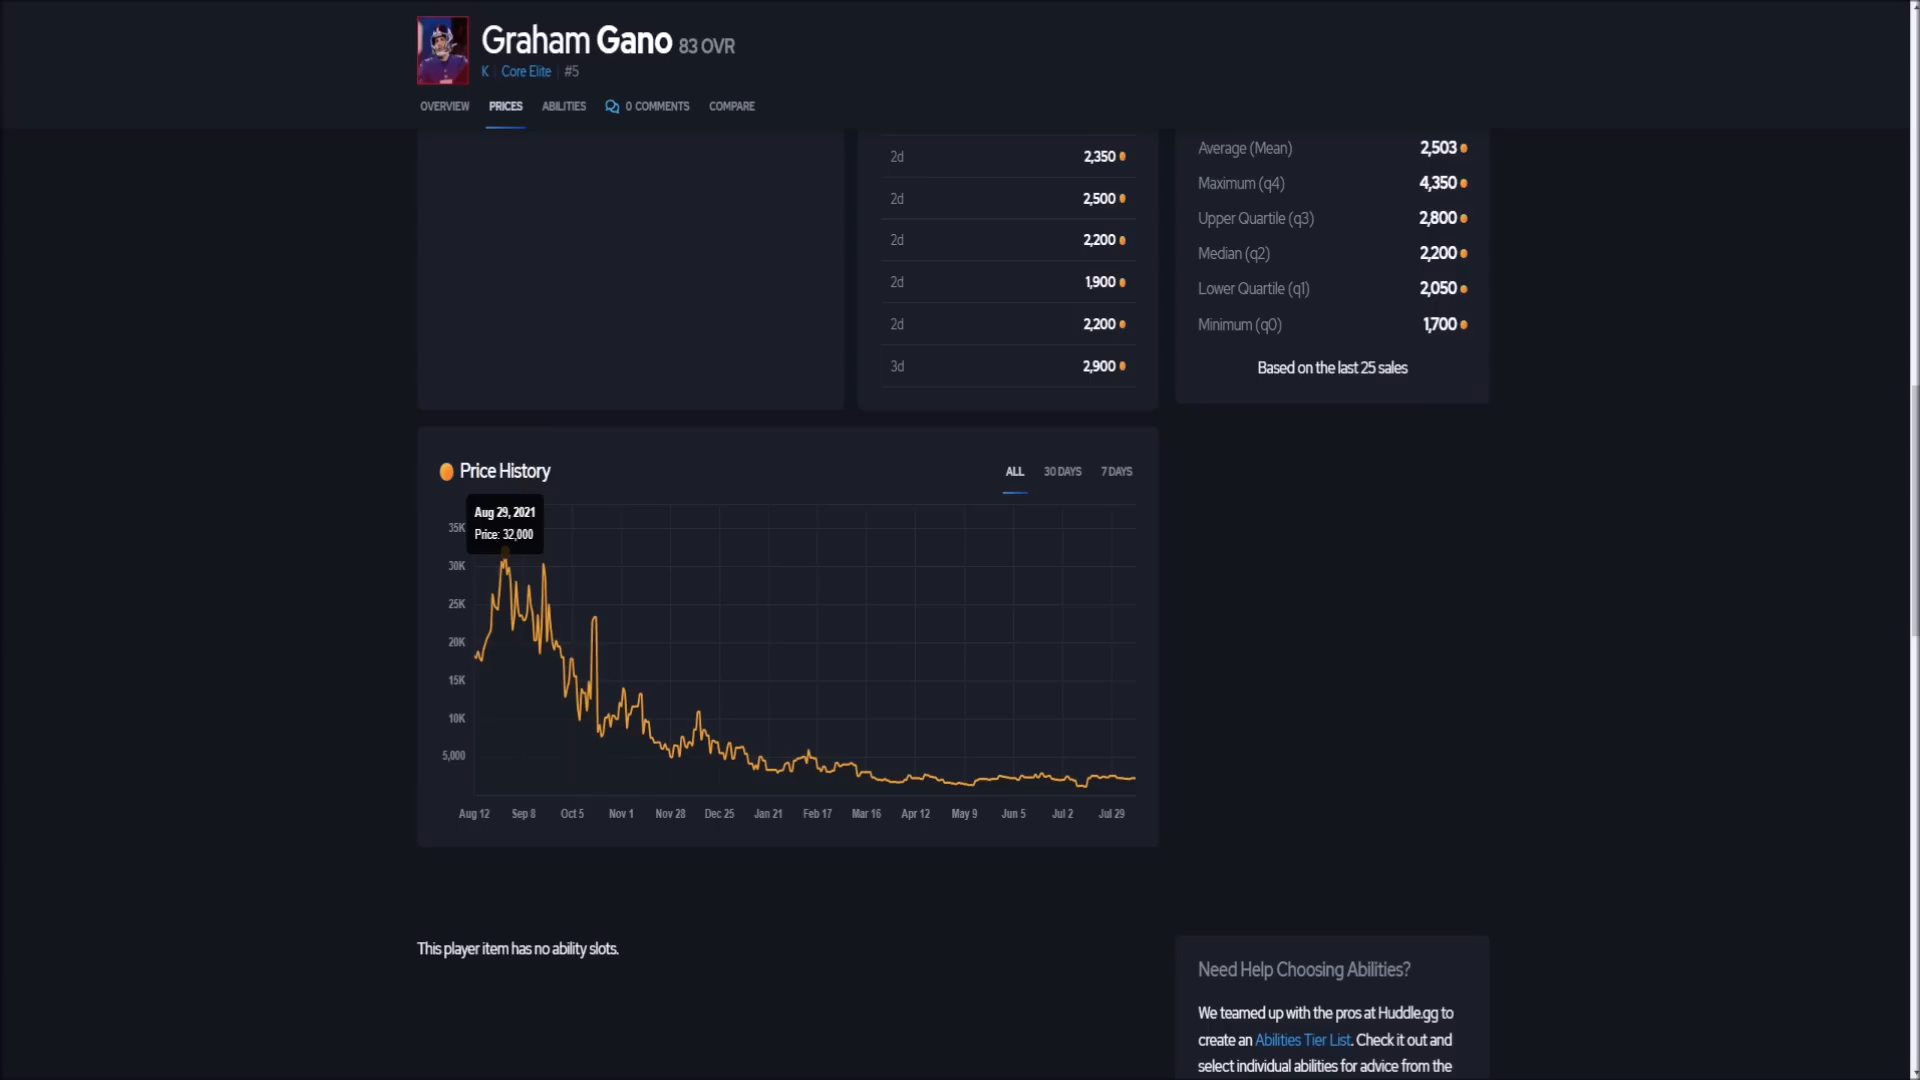 Graham Gano 83 OVR
K Core Elite #5
OVERVIEW PRICES ABILITIES 0 COMMENTS COMPARE
2d 2,350
2d 2,500
2d 2,200
2d 1,900
2d 2,200
3d 2,900
Average (Mean) 2,503
Maximum (q4) 4,350
Upper Quartile (q3) 2,800
Median (q2) 2,200
Lower Quartile (q1) 2,050
Minimum (q0) 1,700
Based on the last 25 sales
Price History
ALL 30 DAYS 7 DAYS
Aug 29, 2021
Price: 32,000
35K
30K
25K
20K
15K
10K
5,000
Aug 12 Sep 8 Oct 5 Nov 1 Nov 28 Dec 25 Jan 21 Feb 17 Mar 16 Apr 12 May 9 Jun 5 Jul 2 Jul 29
This player item has no ability slots.
Need Help Choosing Abilities?
We teamed up with the pros at Huddle.gg to
create an Abilities Tier List. Check it out and
select individual abilities for advice from the